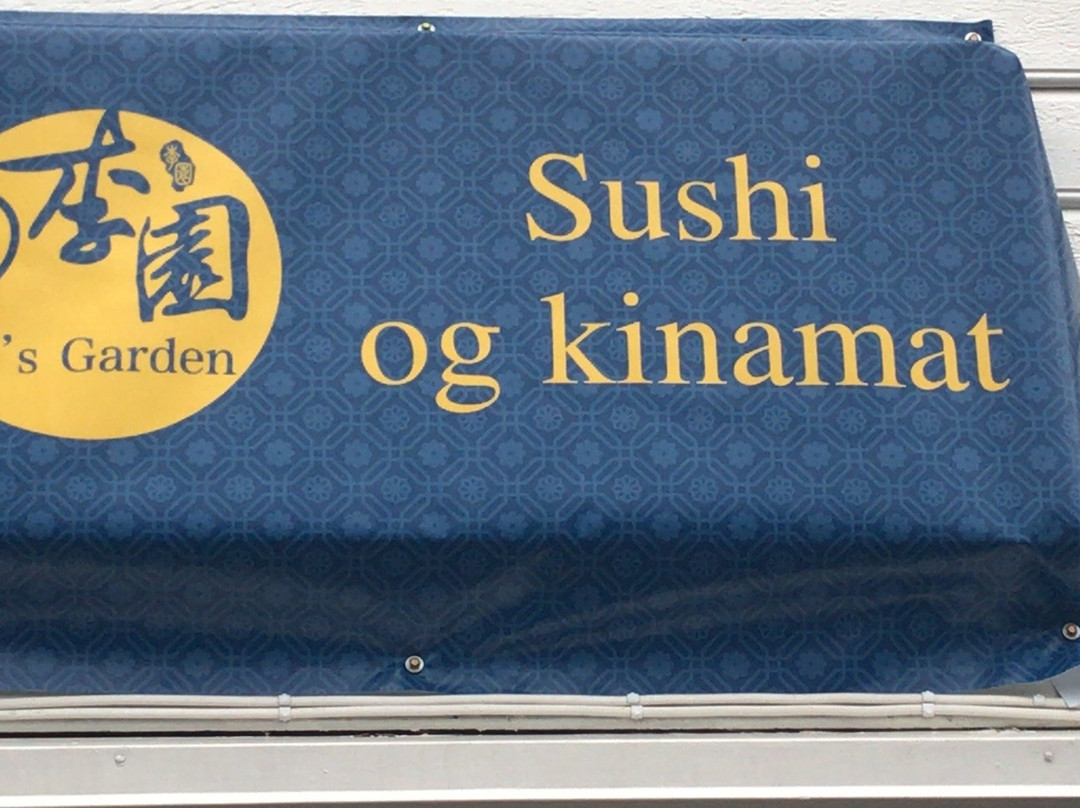 李園
's Garden
Sushi
og kinamat